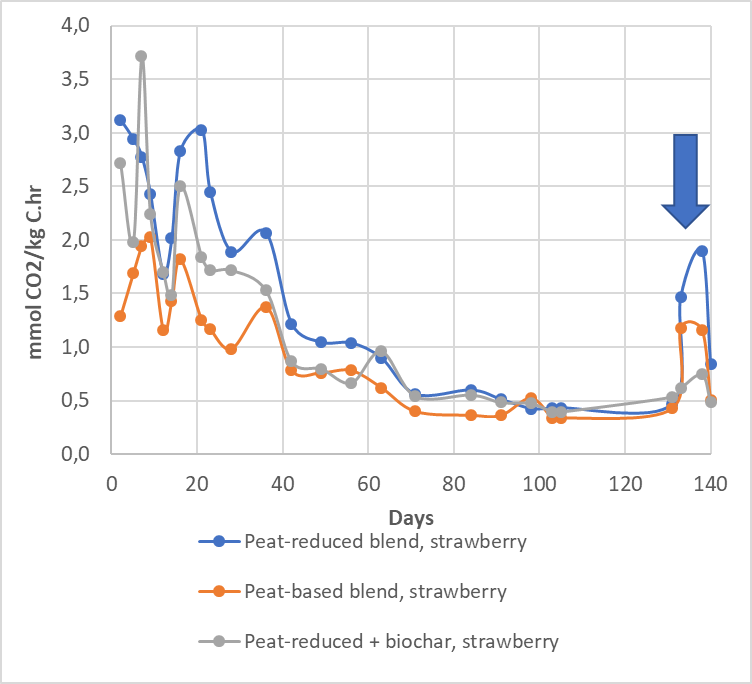 4,0
3,5
3,0
2,5
2,0
1,5
1,0
0,5
0,0
mmol CO2/kg C.hr
0 20 40 60 80 100 120 140
Days
Peat-reduced blend, strawberry
Peat-based blend, strawberry
Peat-reduced + biochar, strawberry